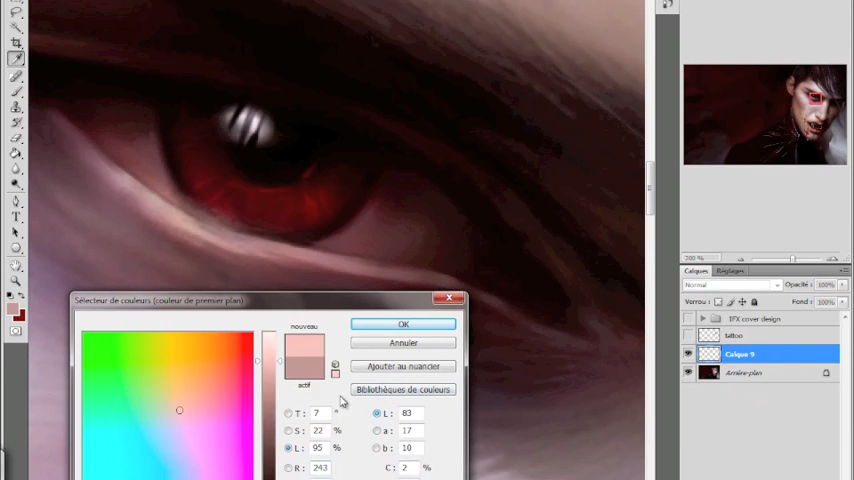 200 %
Calques Réglages
Normal Opacité : 100%
Verrou : Fond : 100%
IFX cover design
tattoo
Calque 9
Arrière-plan
Sélecteur de couleurs (couleur de premier plan)
nouveau
actif
OK
Annuler
Ajouter au nuancier
Bibliothèques de couleurs
T : 7 ° L : 83
S : 22 % a : 17
L : 95 % b : 10
R : 243 C : 2 %